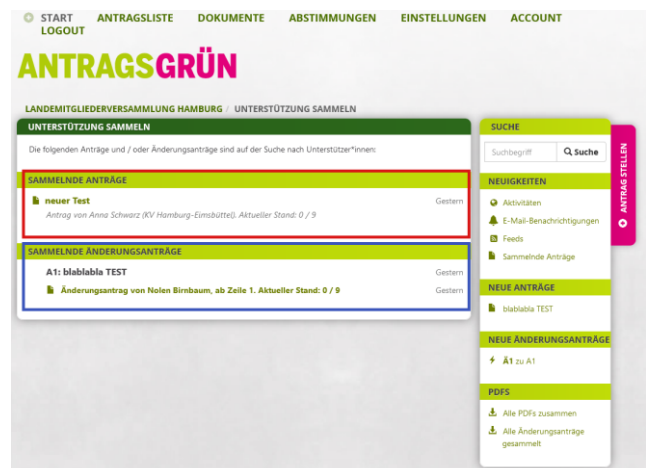 START ANTRAGSLISTE DOKUMENTE ABSTIMMUNGEN EINSTELLUNGEN ACCOUNT
LOGOUT
ANTRAGSGRÜN
LANDEMITGLIEDERVERSAMMLUNG HAMBURG / UNTERSTÜTZUNG SAMMELN
UNTERSTÜTZUNG SAMMELN
Die folgenden Anträge und / oder Änderungsanträge sind auf der Suche nach Unterstützer*innen:
SAMMELNDE ANTRÄGE
neuer Test Gestern
Antrag von Anna Schwarz (KV Hamburg-Eimsbüttel). Aktueller Stand: 0 / 9
SAMMELNDE ÄNDERUNGSANTRÄGE
A1: blablabla TEST Gestern
Änderungsantrag von Nolen Birnbaum, ab Zeile 1. Aktueller Stand: 0 / 9 Gestern
SUCHE
Suchbegriff Suche
NEUIGKEITEN
Aktivitäten
E-Mail-Benachrichtigungen
Feeds
Sammelnde Anträge
NEUE ANTRÄGE
blablabla TEST
NEUE ÄNDERUNGSANTRÄGE
Ä1 zu A1
PDFS
Alle PDFs zusammen
Alle Änderungsanträge
gesammelt
ANTRAG STELLEN